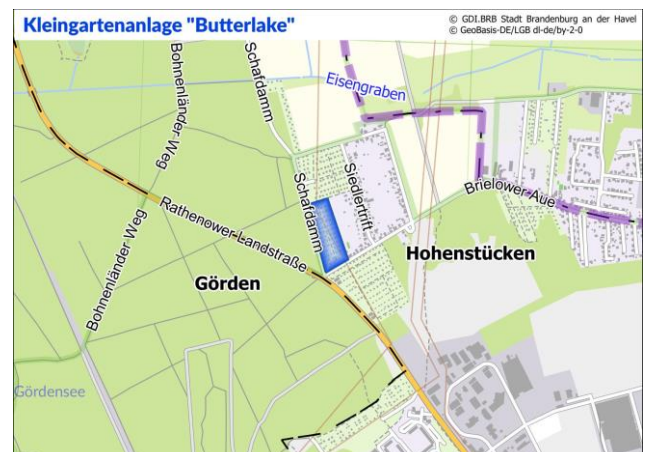 Kleingartenanlage "Butterlake"
© GDI.BRB Stadt Brandenburg an der Havel
© GeoBasis-DE/LGB dl-de/by-2-0
Bohnenländer Weg
Schafdamm
Eisengraben
Schafdamm
Siedlertrift
Brielower Aue
Bohnenländer Weg
Rathenower Landstraße
Hohenstücken
Görden
Gördensee